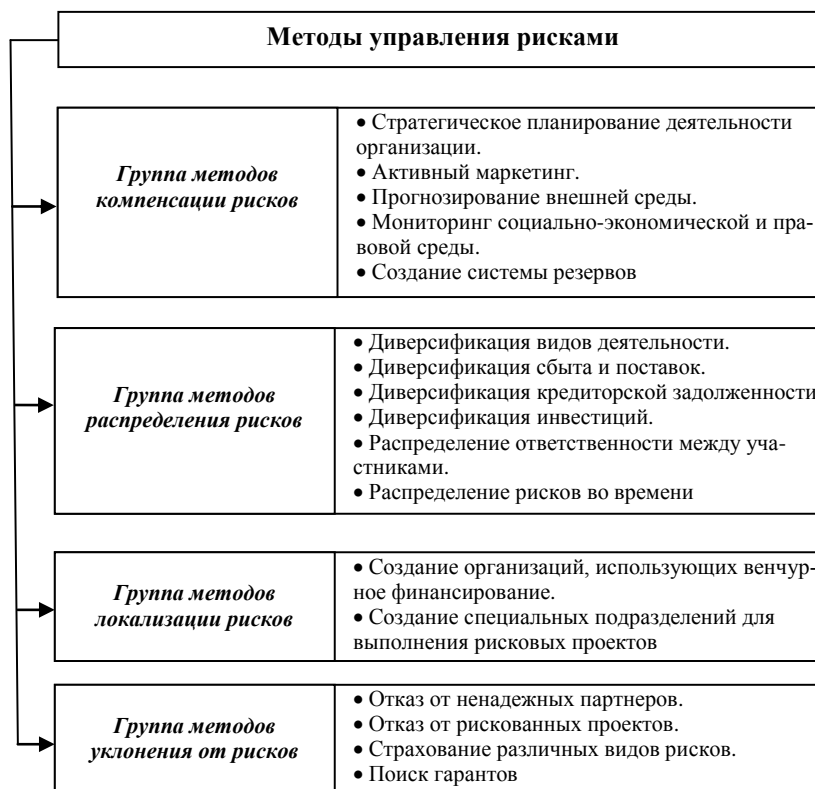 Методы управления рисками
Группа методов
компенсации рисков
• Стратегическое планирование деятельности
организации.
• Активный маркетинг.
• Прогнозирование внешней среды.
• Мониторинг социально-экономической и пра-
вовой среды.
• Создание системы резервов
Группа методов
распределения рисков
• Диверсификация видов деятельности.
• Диверсификация сбыта и поставок.
• Диверсификация кредиторской задолженности
• Диверсификация инвестиций.
• Распределение ответственности между уча-
стниками.
• Распределение рисков во времени
Группа методов
локализации рисков
• Создание организаций, использующих венчур-
ное финансирование.
• Создание специальных подразделений для
выполнения рисковых проектов
Группа методов
уклонения от рисков
• Отказ от ненадежных партнеров.
• Отказ от рискованных проектов.
• Страхование различных видов рисков.
• Поиск гарантов